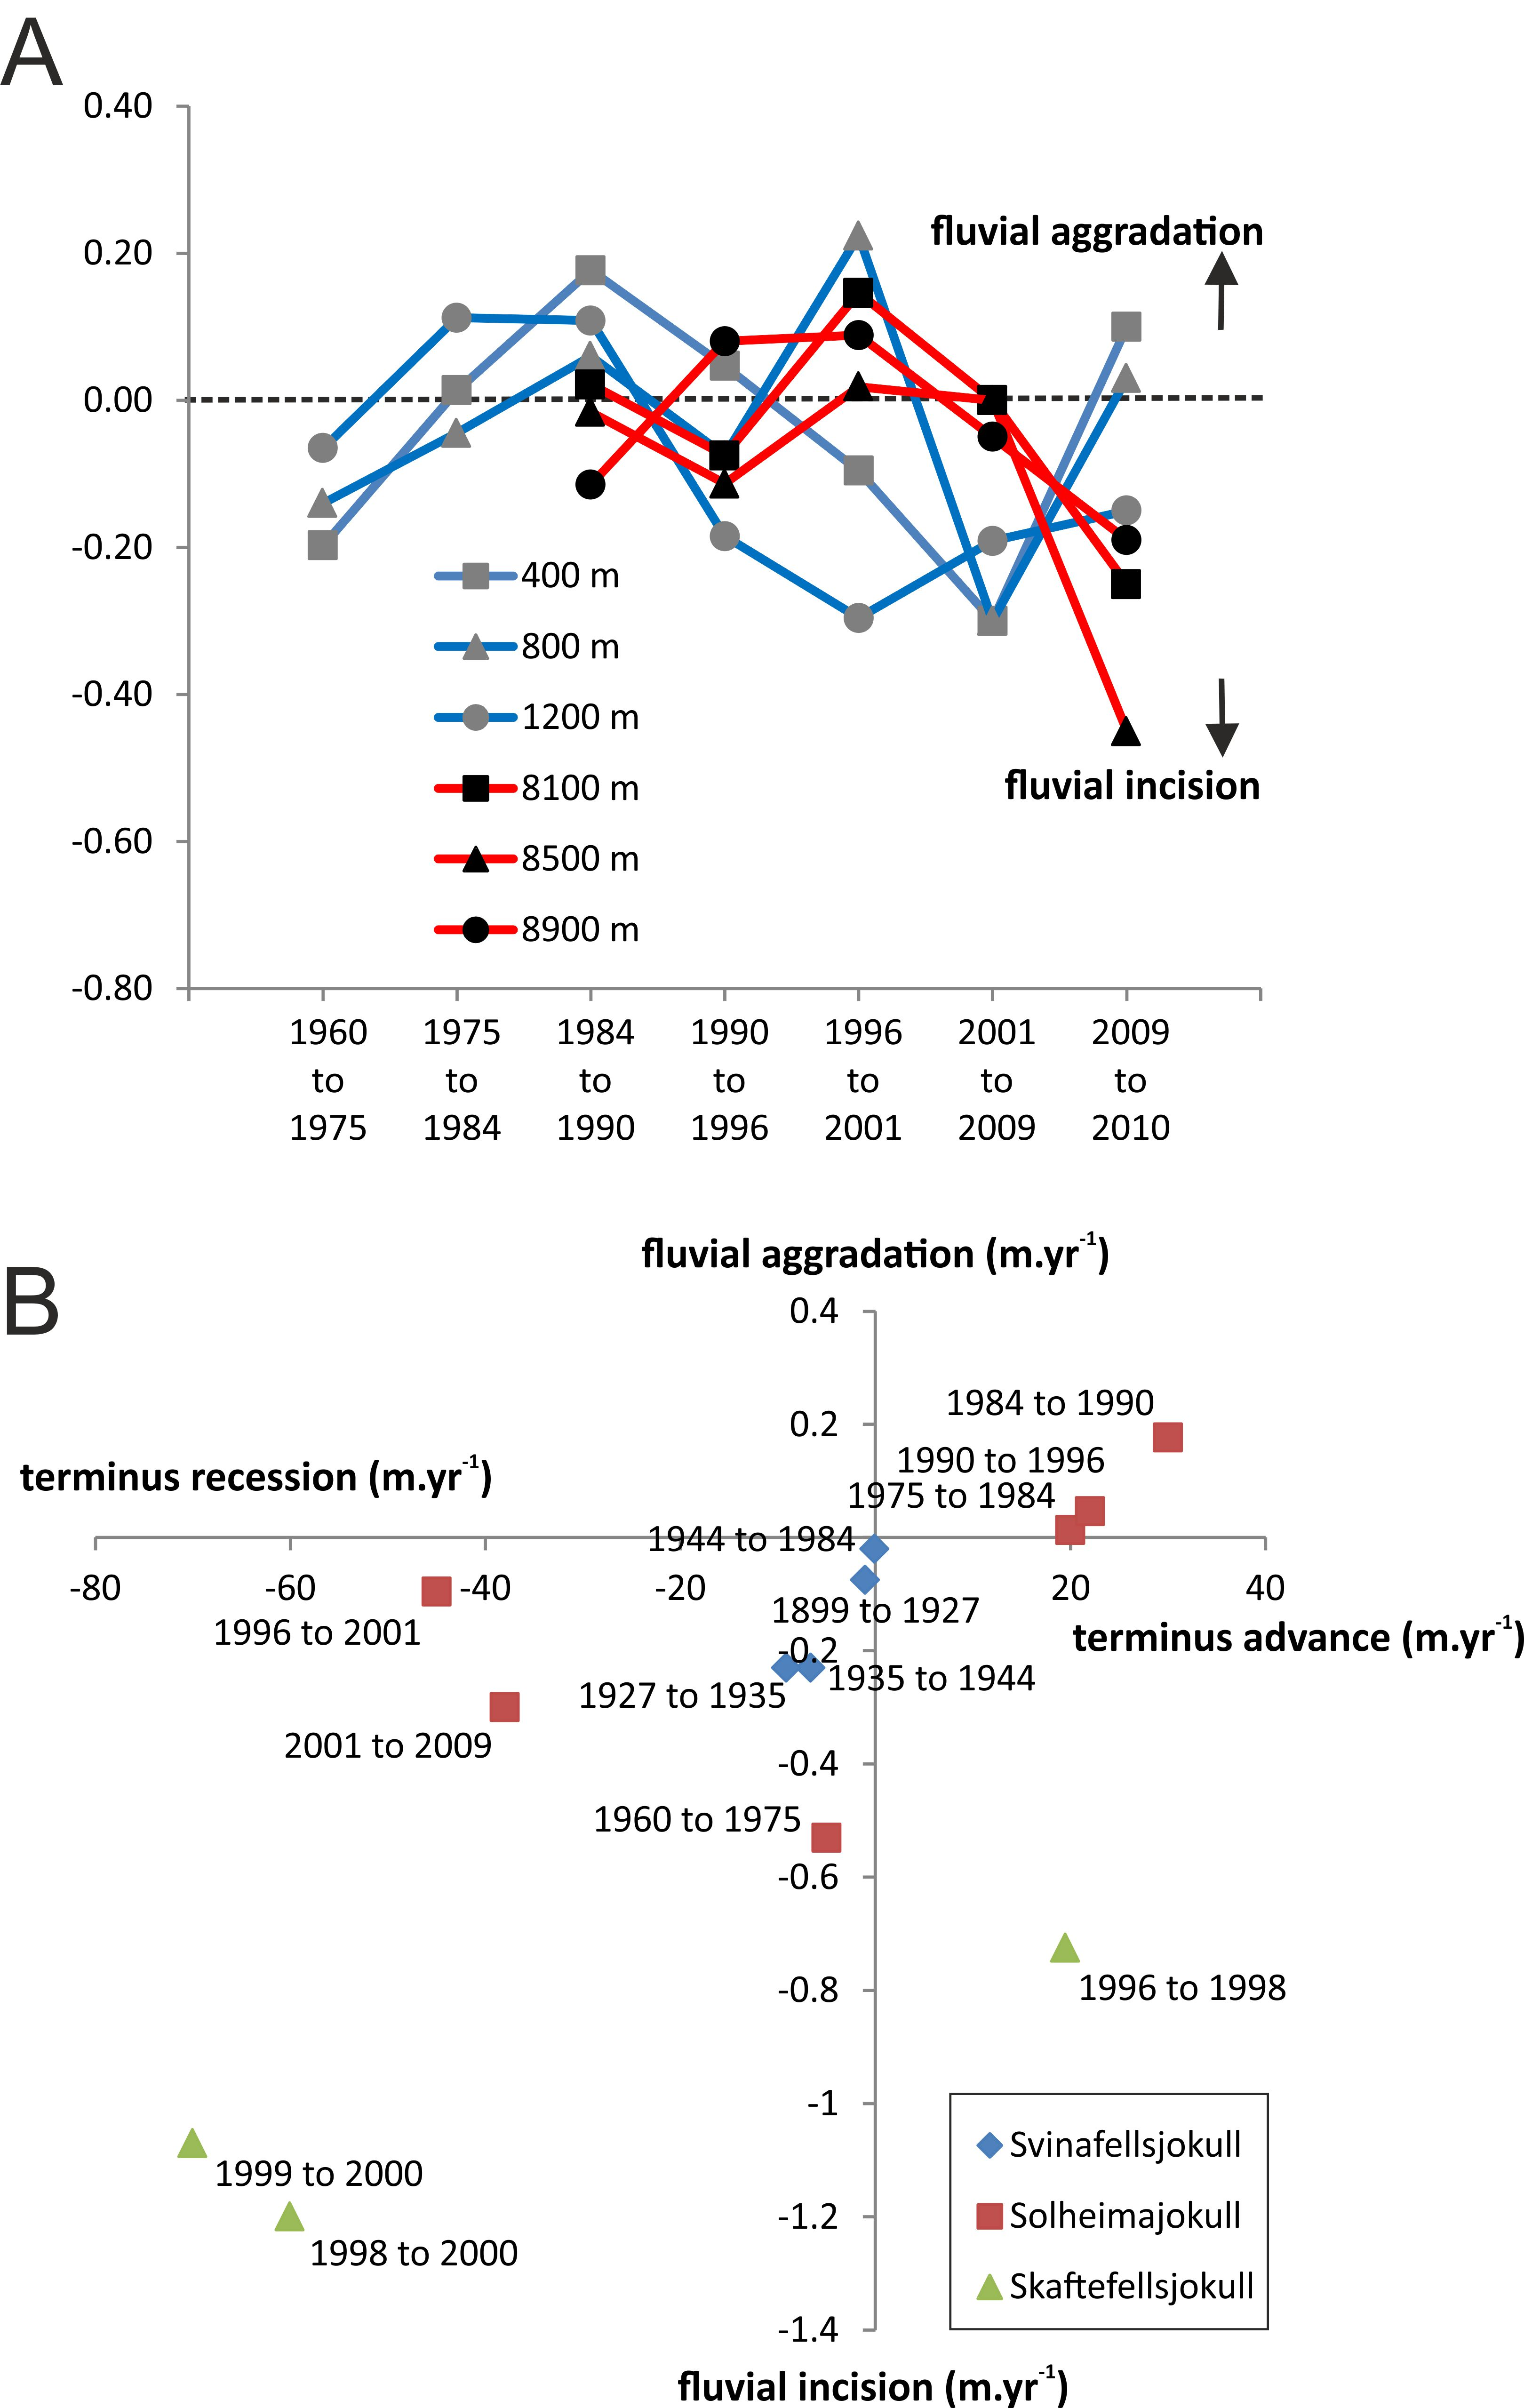 A
0.40
0.20
0.00
-0.20
-0.40
-0.60
-0.80
fluvial aggradation
fluvial incision
400 m
800 m
1200 m
8100 m
8500 m
8900 m
1960 1975 1984 1990 1996 2001 2009
to to to to to to to
1975 1984 1990 1996 2001 2009 2010
B
fluvial aggradation (m.yr-1)
0.4
1984 to 1990
0.2
1990 to 1996
terminus recession (m.yr-1)
1975 to 1984
1944 to 1984
-80 -60 -40 -20 20 40
1899 to 1927
1996 to 2001
terminus advance (m.yr-1)
-0.2
1935 to 1944
1927 to 1935
2001 to 2009
-0.4
1960 to 1975
-0.6
-0.8
1996 to 1998
-1
1999 to 2000
-1.2
1998 to 2000
-1.4
Svinafellsjokull
Solheimajokull
Skaftefellsjokull
fluvial incision (m.yr-1)